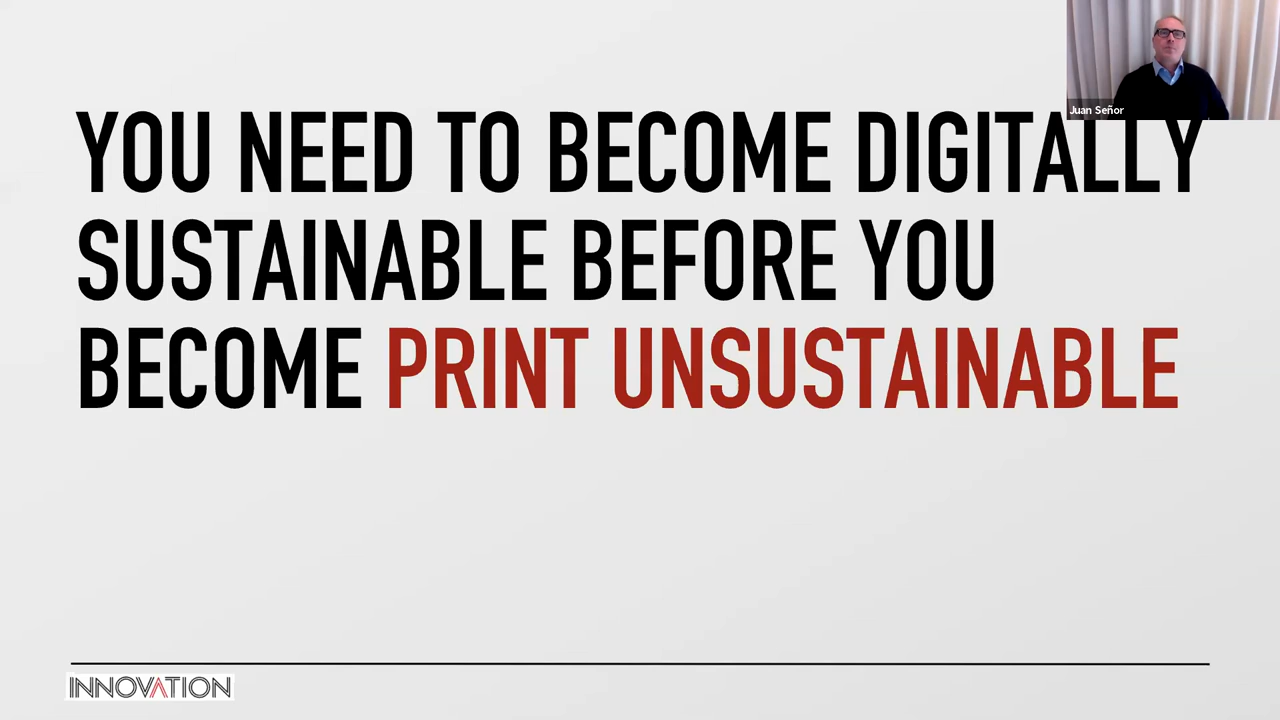 Juan Señor
YOU NEED TO BECOME DIGITALLY
SUSTAINABLE BEFORE YOU
BECOME PRINT UNSUSTAINABLE
INNOVATION